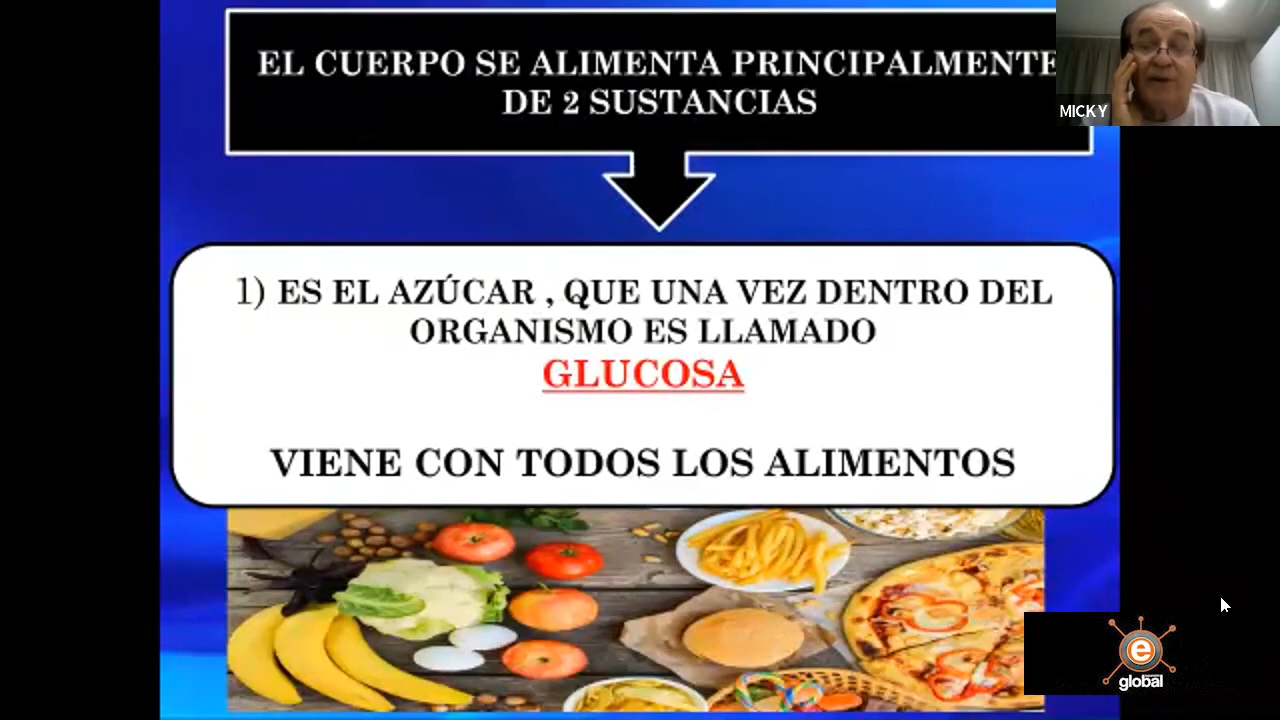 EL CUERPO SE ALIMENTA PRINCIPALMENTE
DE 2 SUSTANCIAS
MICKY
1) ES EL AZÚCAR , QUE UNA VEZ DENTRO DEL
ORGANISMO ES LLAMADO
GLUCOSA
VIENE CON TODOS LOS ALIMENTOS
e
global